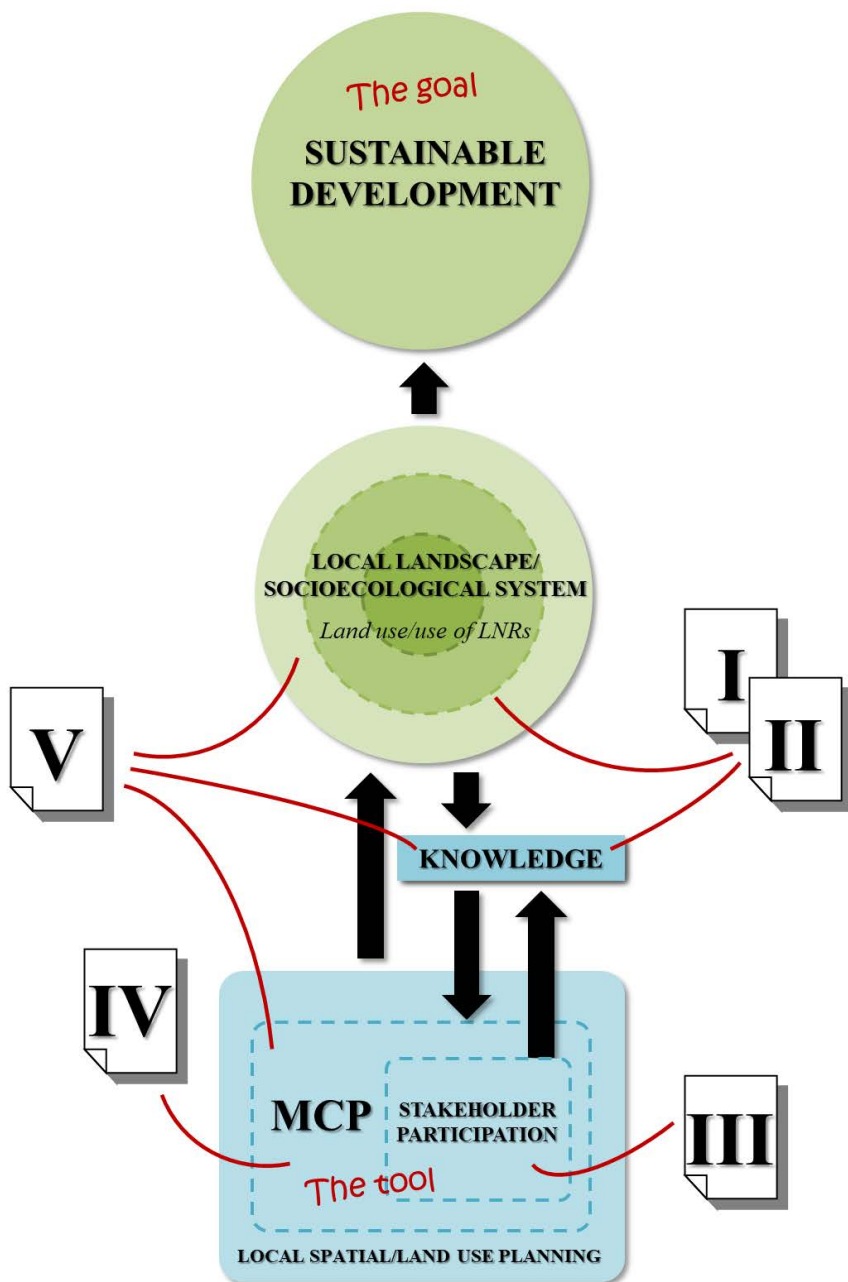 The goal
SUSTAINABLE
DEVELOPMENT
LOCAL LANDSCAPE/
SOCIOECOLOGICAL SYSTEM
Land use/use of LNRs
I
II
V
KNOWLEDGE
IV
MCP
STAKEHOLDER
PARTICIPATION
III
The tool
LOCAL SPATIAL/LAND USE PLANNING